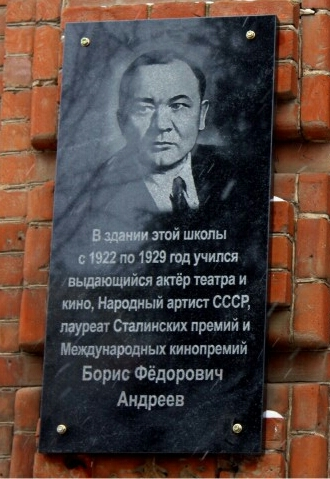 В здании этой школы
с 1922 по 1929 год учился
выдающийся актёр театра и
кино, Народный артист СССР,
лауреат Сталинских премий и
Международных кинопремий
Борис Фёдорович
Андреев